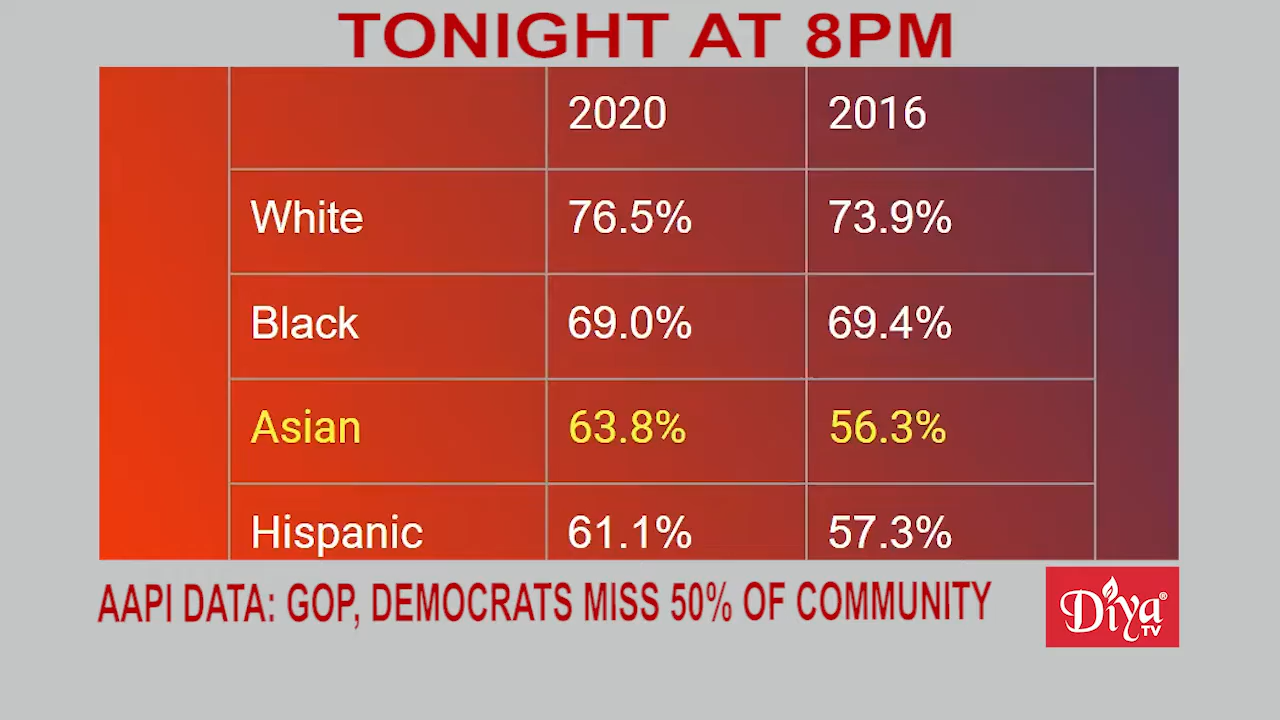 TONIGHT AT 8PM
2020 2016
White 76.5% 73.9%
Black 69.0% 69.4%
Asian 63.8% 56.3%
Hispanic 61.1% 57.3%
AAPI DATA: GOP, DEMOCRATS MISS 50% OF COMMUNITY
Diya®
TV